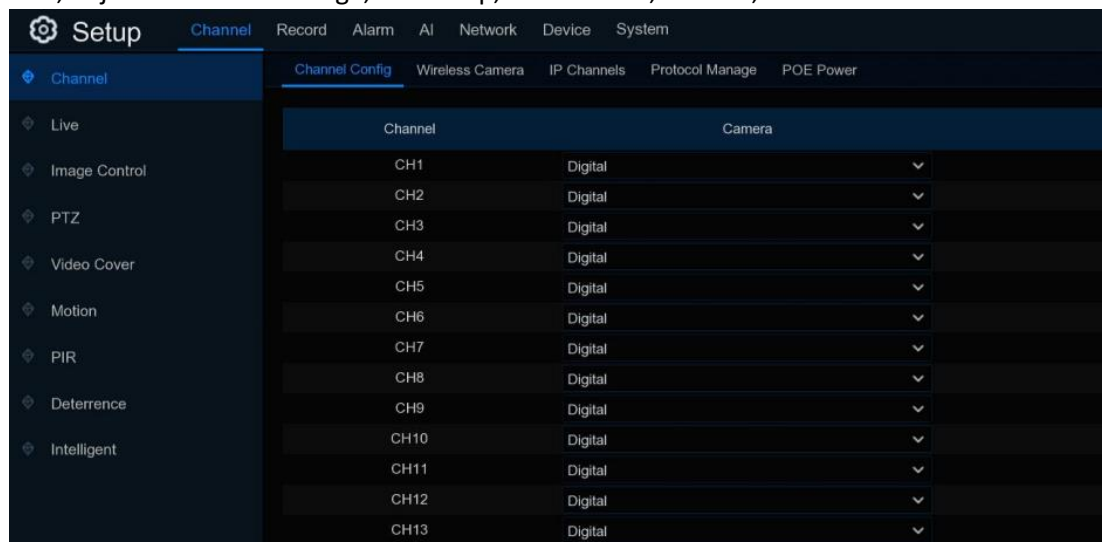 Setup Channel Record Alarm AI Network Device System
Channel
Live
Image Control
PTZ
Video Cover
Motion
PIR
Deterrence
Intelligent
Channel Config Wireless Camera IP Channels Protocol Manage POE Power
Channel Camera
CH1 Digital
CH2 Digital
CH3 Digital
CH4 Digital
CH5 Digital
CH6 Digital
CH7 Digital
CH8 Digital
CH9 Digital
CH10 Digital
CH11 Digital
CH12 Digital
CH13 Digital